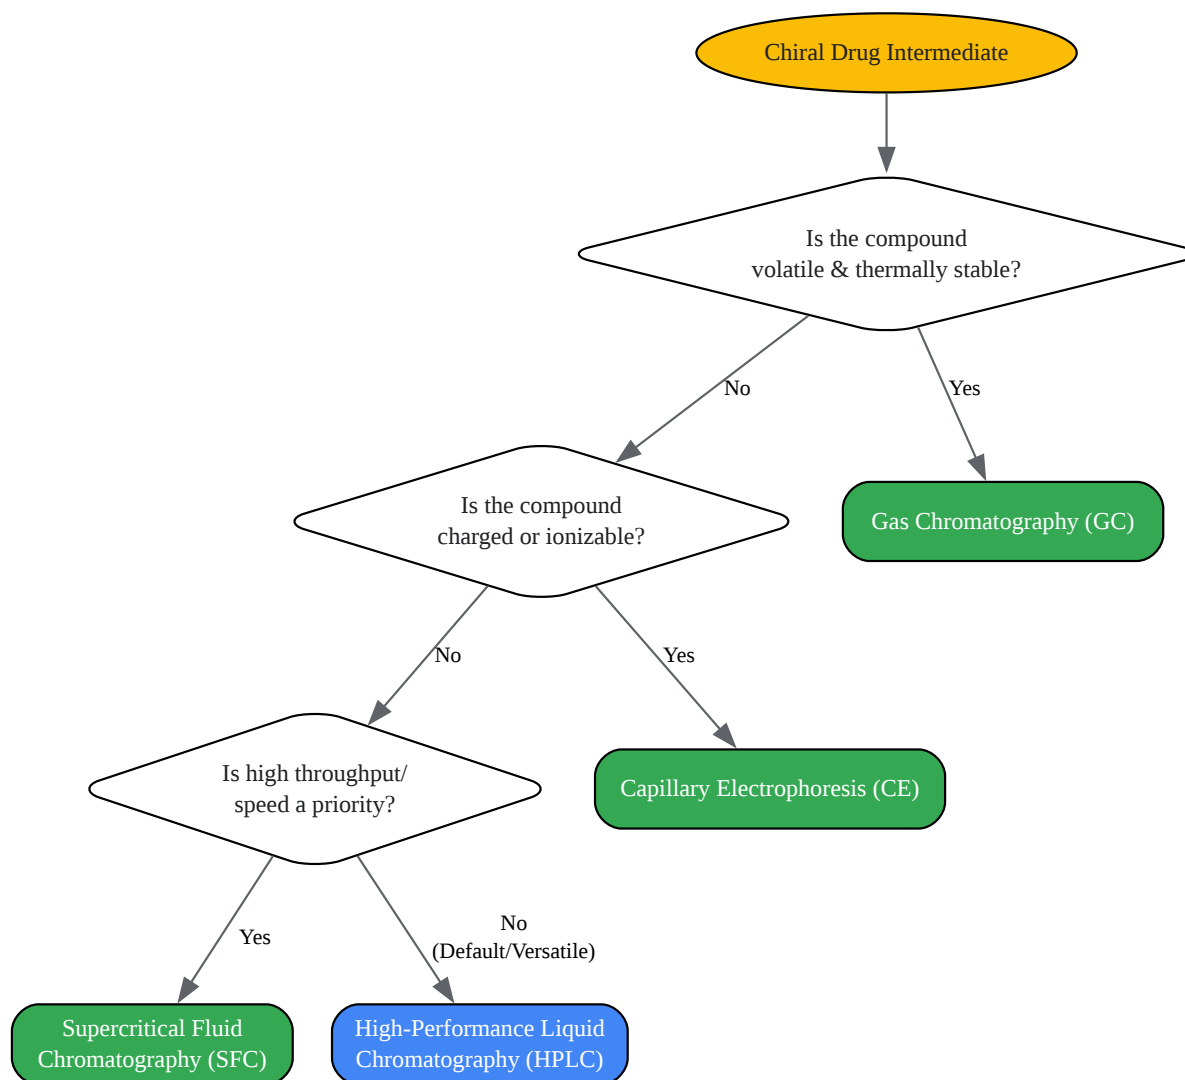 Chiral Drug Intermediate
Is the compound
volatile & thermally stable?
No
Yes
Is the compound
charged or ionizable?
Gas Chromatography (GC)
No
Yes
Is high throughput/
speed a priority?
Capillary Electrophoresis (CE)
Yes
No
(Default/Versatile)
Supercritical Fluid
Chromatography (SFC)
High-Performance Liquid
Chromatography (HPLC)